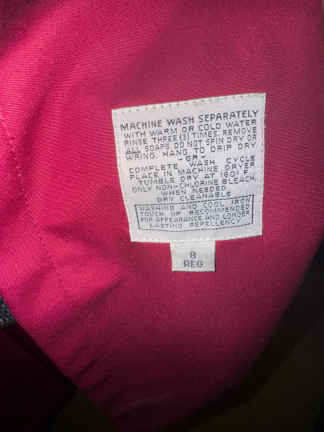 MACHINE WASH SEPARATELY
WITH WARM OR COLD WATER
RINSE THREE (3) TIMES. REMOVE
ALL SOAPS. DO NOT SPIN DRY OR
WRING. HANG TO DRIP DRY
-OR-
COMPLETE WASH CYCLE
PLACE IN MACHINE DRYER
TUMBLE DRY AT 160° F.
ONLY NON-CHLORINE BLEACH,
WHEN NEEDED
DRY CLEANABLE
WASHING AND COOL IRON
TOUCH UP RECOMMENDED
FOR APPEARANCE AND LONGER
LASTING REPELLENCY
8
REG